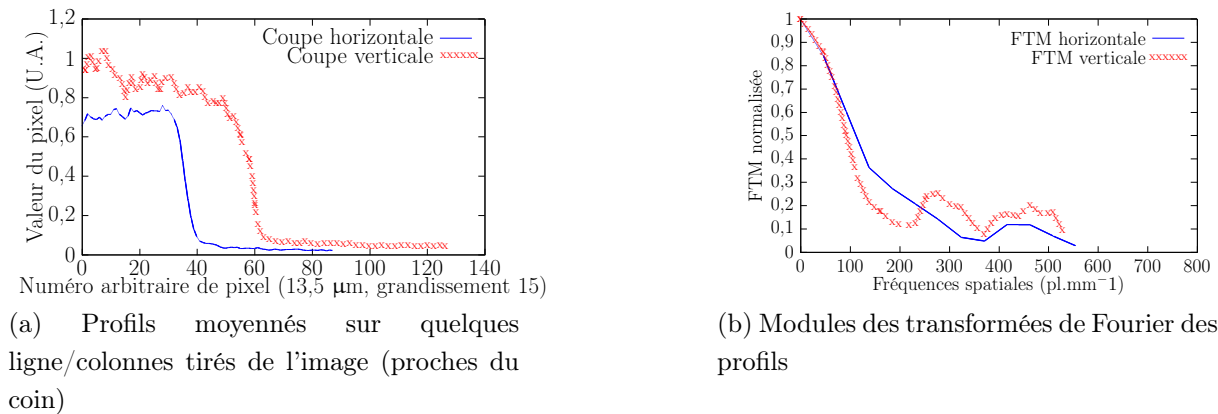 Valeur du pixel (U.A.)
1,2
1
0,8
0,6
0,4
0,2
0
0 20 40 60 80 100 120 140
Coupe horizontale
Coupe verticale
Numéro arbitraire de pixel (13,5 µm, grandissement 15)
(a) Profils moyennés sur quelques
ligne/colonnes tirés de l'image (proches du
coin)
FTM normalisée
1
0,9
0,8
0,7
0,6
0,5
0,4
0,3
0,2
0,1
0
0 100 200 300 400 500 600 700 800
FTM horizontale
FTM verticale
Fréquences spatiales (pl.mm−1)
(b) Modules des transformées de Fourier des
profils